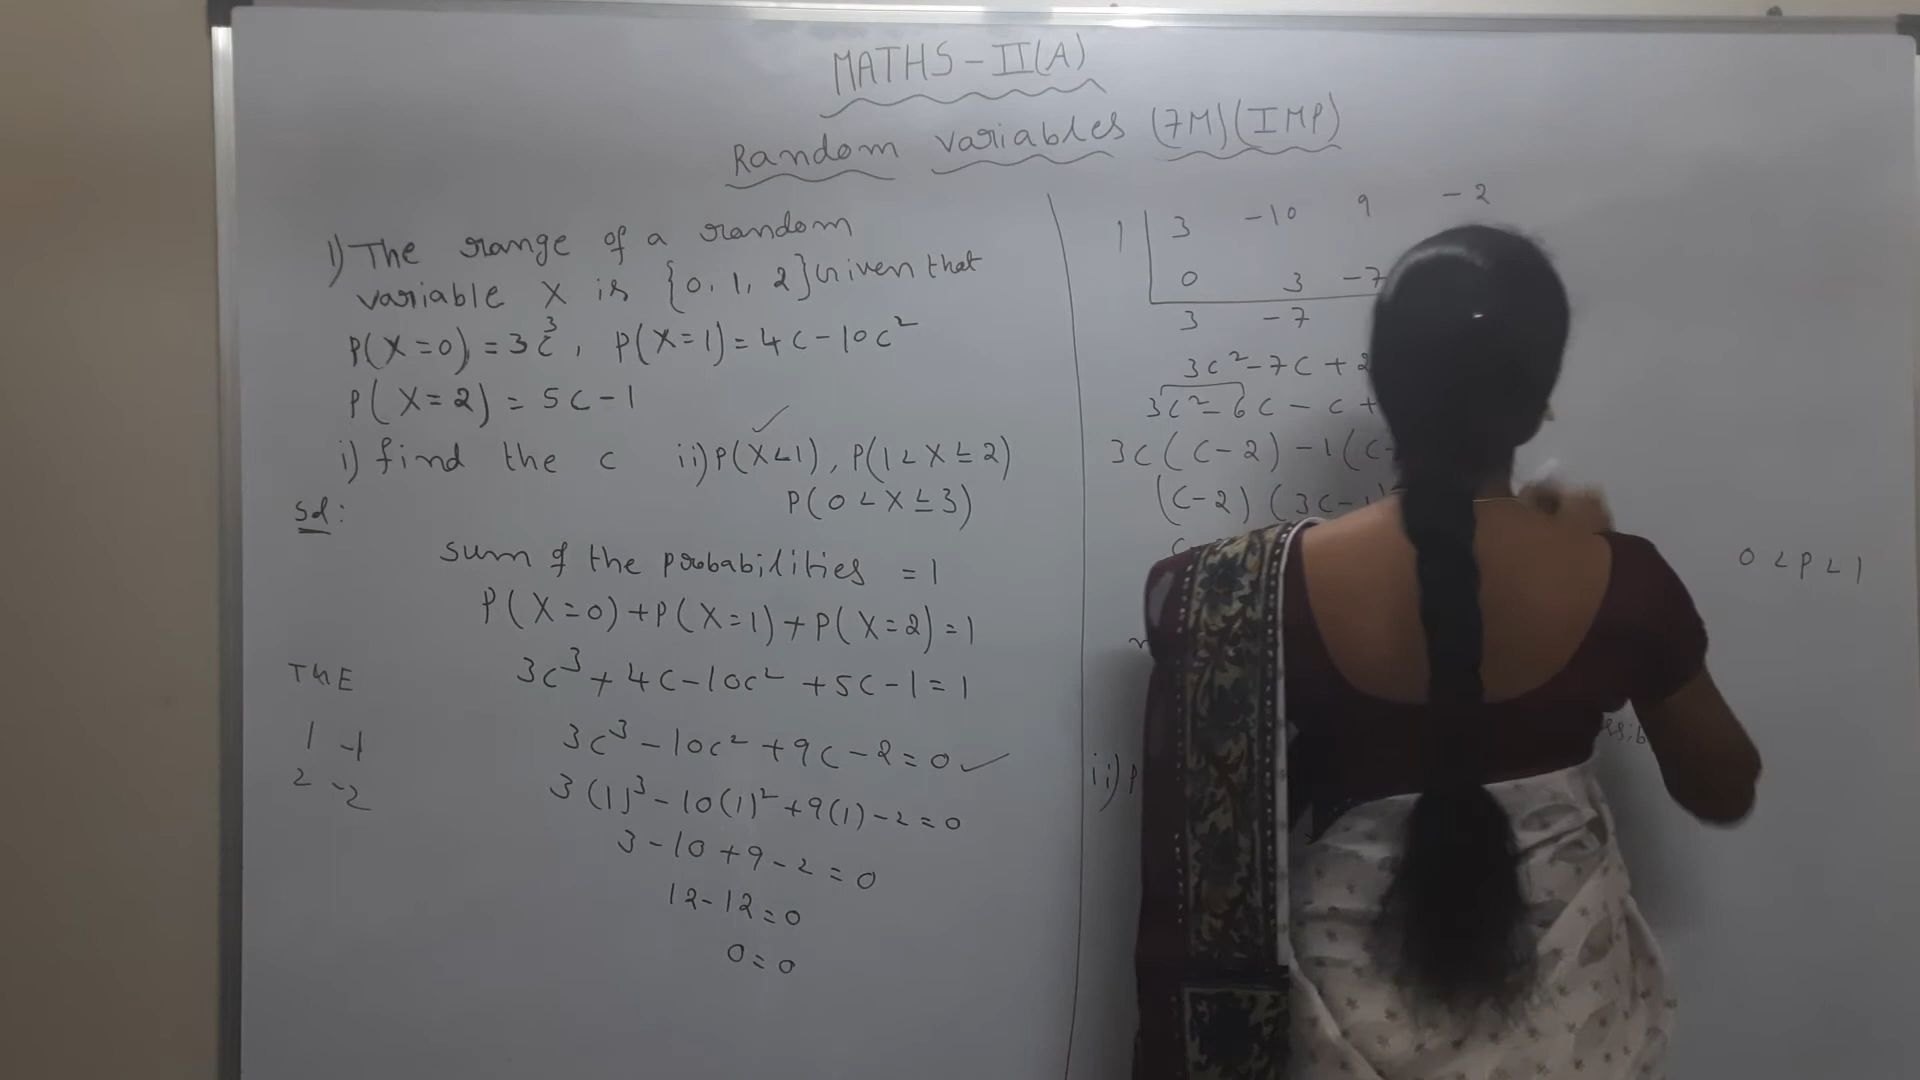 MATHS - II(A)
Random variables (7M) (IMP)
1) The range of a random
variable X is {0, 1, 2} Given that
P(X=0) = 3c³, P(X=1) = 4c-10c²
P(X=2) = 5c-1
i) find the c ii) P(X<1), P(1<X≤2)
P(0<X≤3)
Sol:
sum of the probabilities = 1
P(X=0)+P(X=1)+P(X=2)=1
3c³+4c-10c²+5c-1=1
3c³-10c²+9c-2=0 ✓
3(1)³-10(1)²+9(1)-2=0
3-10+9-2=0
12-12=0
0=0
T&E
1 -1
2 -2
1 | 3 -10 9 -2
0 3 -7
3 -7
3c²-7c+2
3c²-6c-c+
3c(c-2)-1(c-
(c-2)(3c-1)
0<P<1
ii) P